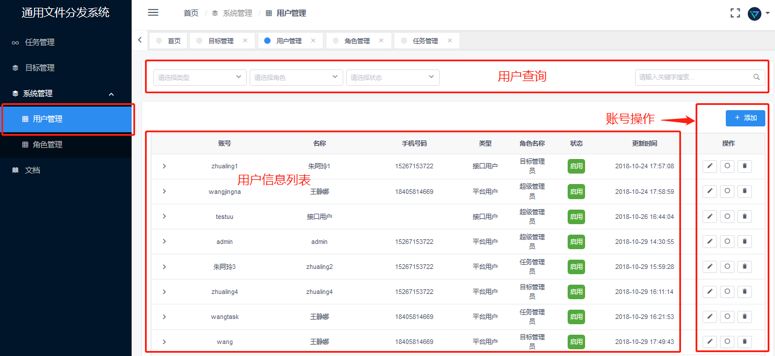 通用文件分发系统
首页 / 系统管理 / 用户管理
任务管理
目标管理
系统管理
用户管理
角色管理
文档
首页 目标管理 × 用户管理 × 角色管理 × 任务管理 ×
请选择类型 请选择角色 请选择状态 用户查询 请输入关键字搜索...
账号操作 + 添加
账号 名称 手机号码 类型 角色名称 状态 更新时间 操作
用户信息列表
zhualing1 朱阿玲1 15267153722 接口用户 目标管理员 启用 2018-10-24 17:57:08
wangjingna 王静娜 18405814669 平台用户 超级管理员 启用 2018-10-24 17:58:59
testuu 接口用户 接口用户 超级管理员 启用 2018-10-26 16:44:04
admin admin 15267153722 平台用户 超级管理员 启用 2018-10-29 14:30:55
朱阿玲3 zhualing2 15267153722 平台用户 任务管理员 启用 2018-10-29 15:59:28
zhualing4 zhualing4 15267153722 平台用户 目标管理员 启用 2018-10-29 16:11:14
wangtask 王静娜 18405814669 平台用户 任务管理员 启用 2018-10-29 16:21:53
wang 王静娜 18405814669 平台用户 目标管理员 启用 2018-10-29 17:49:43